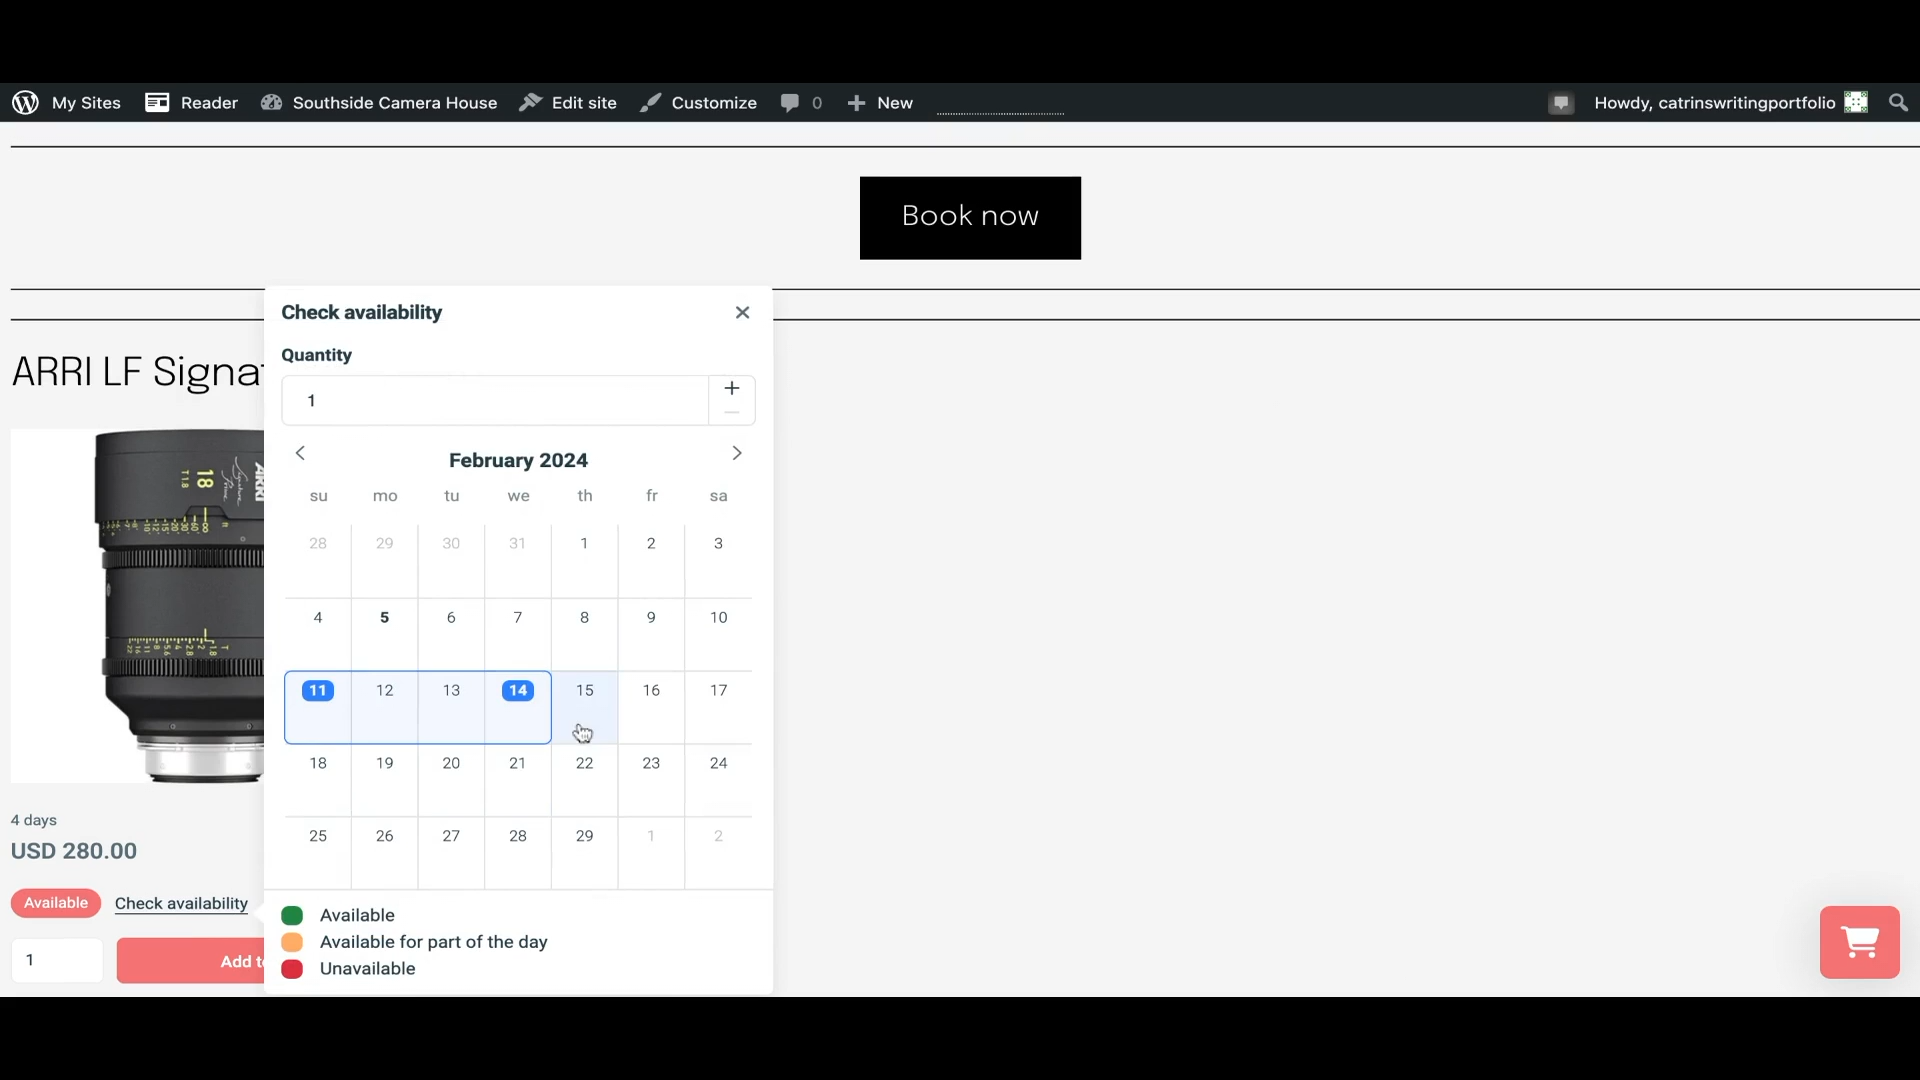 My Sites Reader Southside Camera House Edit site Customize 0 New Howdy, catrinswritingportfolio
Book now
Check availability
Quantity
1
ARRI LF Signa
February 2024
su mo tu we th fr sa
28 29 30 31 1 2 3
4 5 6 7 8 9 10
11 12 13 14 15 16 17
18 19 20 21 22 23 24
25 26 27 28 29 1 2
Available
Available for part of the day
Unavailable
18
T1.8
4 days
USD 280.00
Available Check availability
1 Add t